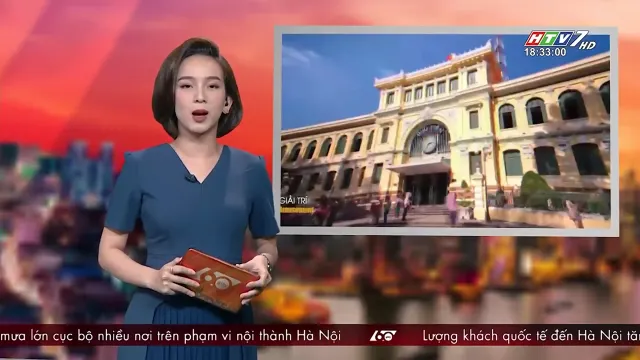 HTV7 HD
18:33:00
GIẢI TRÍ
mưa lớn cục bộ nhiều nơi trên phạm vi nội thành Hà Nội
60
Lượng khách quốc tế đến Hà Nội tă